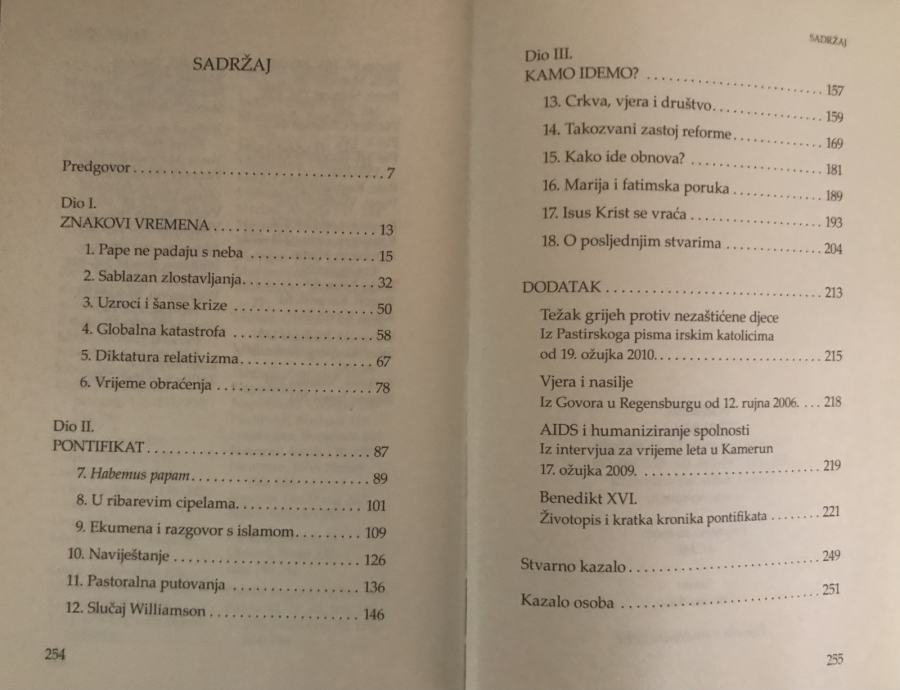 SADRŽAJ
Predgovor ................................ 7
Dio I.
ZNAKOVI VREMENA ..................... 13
1. Pape ne padaju s neba ................ 15
2. Sablazan zlostavljanja................. 32
3. Uzroci i šanse krize ................... 50
4. Globalna katastrofa ................... 58
5. Diktatura relativizma.................. 67
6. Vrijeme obraćenja ..................... 78
Dio II.
PONTIFIKAT .............................. 87
7. Habemus papam......................... 89
8. U ribarevim cipelama.................. 101
9. Ekumena i razgovor s islamom........... 109
10. Naviještanje .......................... 126
11. Pastoralna putovanja .................. 136
12. Slučaj Williamson ..................... 146
254
SADRŽAJ
Dio III.
KAMO IDEMO? ........................... 157
13. Crkva, vjera i društvo................. 159
14. Takozvani zastoj reforme............... 169
15. Kako ide obnova? ..................... 181
16. Marija i fatimska poruka .............. 189
17. Isus Krist se vraća .................... 193
18. O posljednjim stvarima ................ 204
DODATAK ................................ 213
Težak grijeh protiv nezaštićene djece
Iz Pastirskoga pisma irskim katolicima
od 19. ožujka 2010....................... 215
Vjera i nasilje
Iz Govora u Regensburgu od 12. rujna 2006. ... 218
AIDS i humaniziranje spolnosti
Iz intervjua za vrijeme leta u Kamerun
17. ožujka 2009. ......................... 219
Benedikt XVI.
Životopis i kratka kronika pontifikata ........ 221
Stvarno kazalo ............................ 249
Kazalo osoba ............................. 251
255